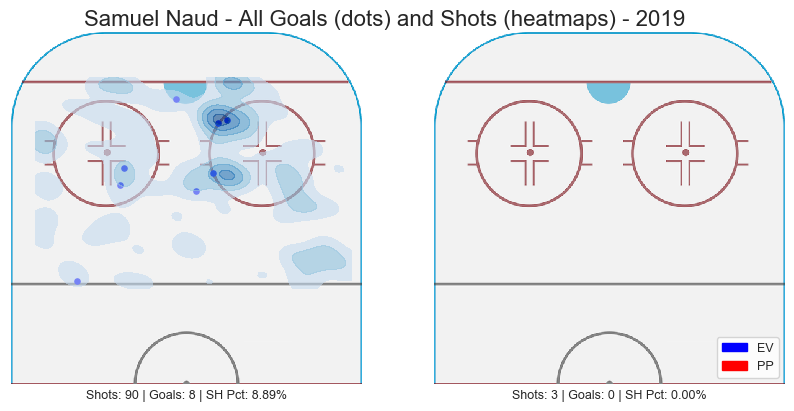 Samuel Naud - All Goals (dots) and Shots (heatmaps) - 2019
EV
PP
Shots: 90 | Goals: 8 | SH Pct: 8.89%
Shots: 3 | Goals: 0 | SH Pct: 0.00%